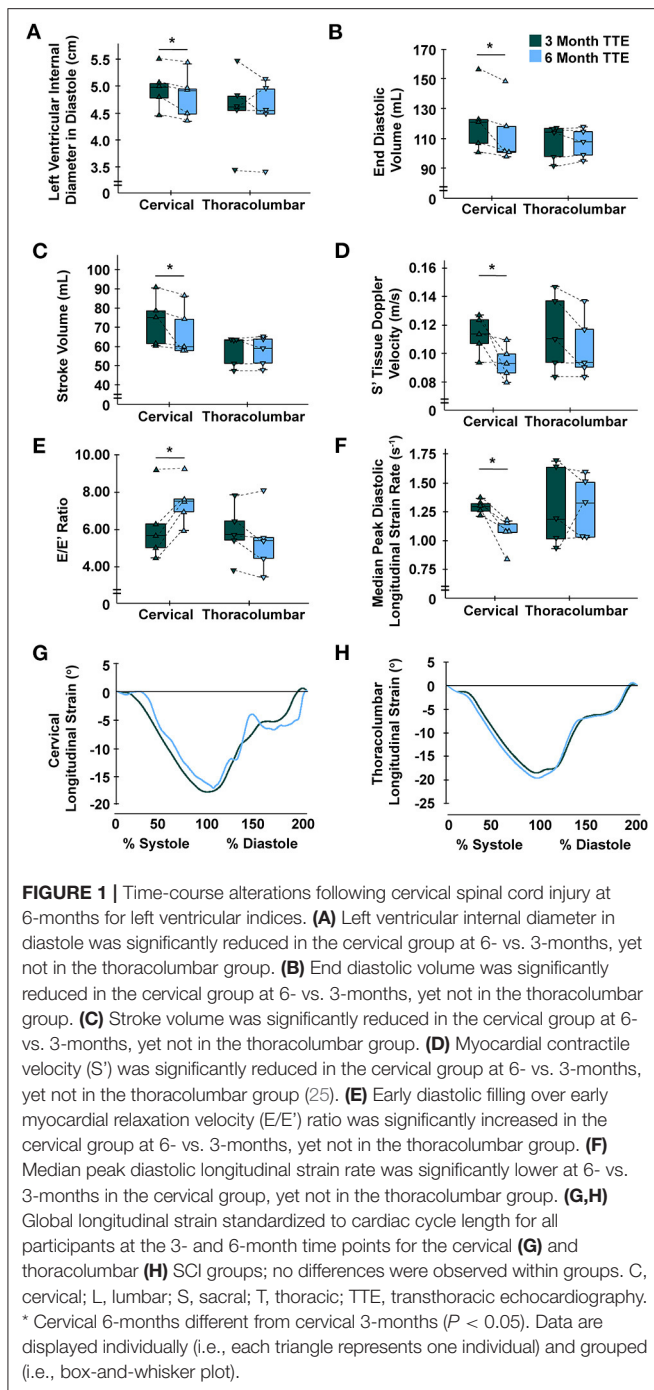 A
Left Ventricular Internal
Diameter in Diastole (cm)
5.5
5.0
4.5
4.0
3.5
0
*
Cervical
Thoracolumbar
B
3 Month TTE
6 Month TTE
End Diastolic
Volume (mL)
170
150
130
110
90
0
*
Cervical
Thoracolumbar
C
Stroke Volume (mL)
100
90
80
70
60
50
40
0
*
Cervical
Thoracolumbar
D
S' Tissue Doppler
Velocity (m/s)
0.16
0.14
0.12
0.10
0.08
0
*
Cervical
Thoracolumbar
E
E/E' Ratio
10.00
8.00
6.00
4.00
0
*
Cervical
Thoracolumbar
F
Median Peak Diastolic
Longitudinal Strain Rate (s-1)
1.75
1.50
1.25
1.00
0.75
0
*
Cervical
Thoracolumbar
G
Cervical
Longitudinal Strain (°)
5
0
-5
-10
-15
-20
0 50 100 150 200
% Systole % Diastole
H
Thoracolumbar
Longitudinal Strain (°)
5
0
-5
-10
-15
-20
-25
0 50 100 150 200
% Systole % Diastole
FIGURE 1 | Time-course alterations following cervical spinal cord injury at
6-months for left ventricular indices. (A) Left ventricular internal diameter in
diastole was significantly reduced in the cervical group at 6- vs. 3-months, yet
not in the thoracolumbar group. (B) End diastolic volume was significantly
reduced in the cervical group at 6- vs. 3-months, yet not in the thoracolumbar
group. (C) Stroke volume was significantly reduced in the cervical group at 6-
vs. 3-months, yet not in the thoracolumbar group. (D) Myocardial contractile
velocity (S') was significantly reduced in the cervical group at 6- vs. 3-months,
yet not in the thoracolumbar group (25). (E) Early diastolic filling over early
myocardial relaxation velocity (E/E') ratio was significantly increased in the
cervical group at 6- vs. 3-months, yet not in the thoracolumbar group. (F)
Median peak diastolic longitudinal strain rate was significantly lower at 6- vs.
3-months in the cervical group, yet not in the thoracolumbar group. (G,H)
Global longitudinal strain standardized to cardiac cycle length for all
participants at the 3- and 6-month time points for the cervical (G) and
thoracolumbar (H) SCI groups; no differences were observed within groups. C,
cervical; L, lumbar; S, sacral; T, thoracic; TTE, transthoracic echocardiography.
* Cervical 6-months different from cervical 3-months (P < 0.05). Data are
displayed individually (i.e., each triangle represents one individual) and grouped
(i.e., box-and-whisker plot).